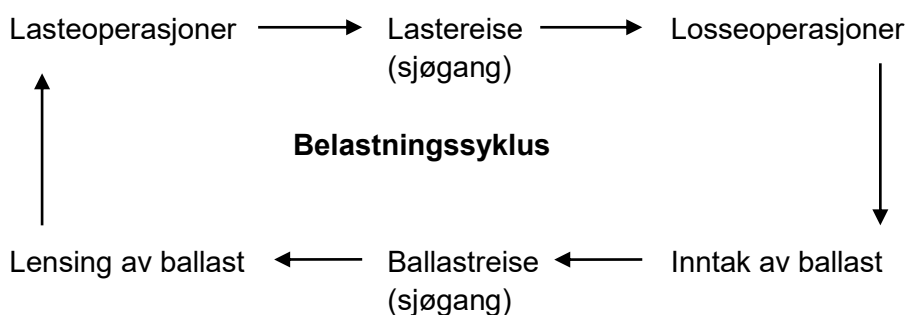 Lasteoperasjoner
Lastereise
(sjøgang)
Losseoperasjoner
Belastningssyklus
Lensing av ballast
Ballastreise
(sjøgang)
Inntak av ballast